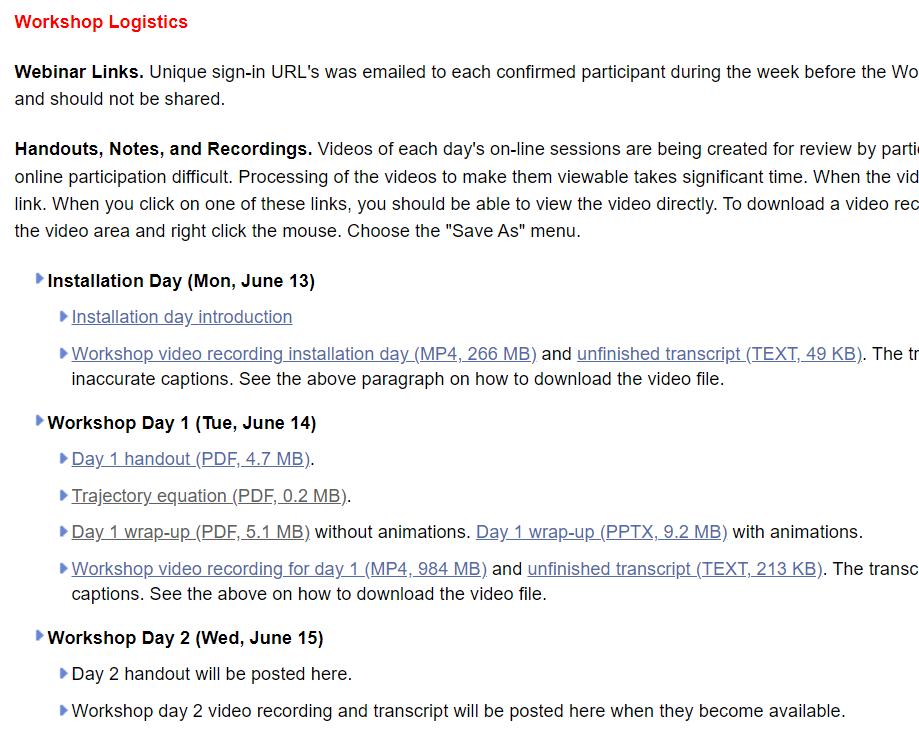 Workshop Logistics
Webinar Links. Unique sign-in URL's was emailed to each confirmed participant during the week before the Wo
and should not be shared.
Handouts, Notes, and Recordings. Videos of each day's on-line sessions are being created for review by parti
online participation difficult. Processing of the videos to make them viewable takes significant time. When the vid
link. When you click on one of these links, you should be able to view the video directly. To download a video rec
the video area and right click the mouse. Choose the "Save As" menu.
Installation Day (Mon, June 13)
Installation day introduction
Workshop video recording installation day (MP4, 266 MB) and unfinished transcript (TEXT, 49 KB). The tr
inaccurate captions. See the above paragraph on how to download the video file.
Workshop Day 1 (Tue, June 14)
Day 1 handout (PDF, 4.7 MB).
Trajectory equation (PDF, 0.2 MB).
Day 1 wrap-up (PDF, 5.1 MB) without animations. Day 1 wrap-up (PPTX, 9.2 MB) with animations.
Workshop video recording for day 1 (MP4, 984 MB) and unfinished transcript (TEXT, 213 KB). The transc
captions. See the above on how to download the video file.
Workshop Day 2 (Wed, June 15)
Day 2 handout will be posted here.
Workshop day 2 video recording and transcript will be posted here when they become available.